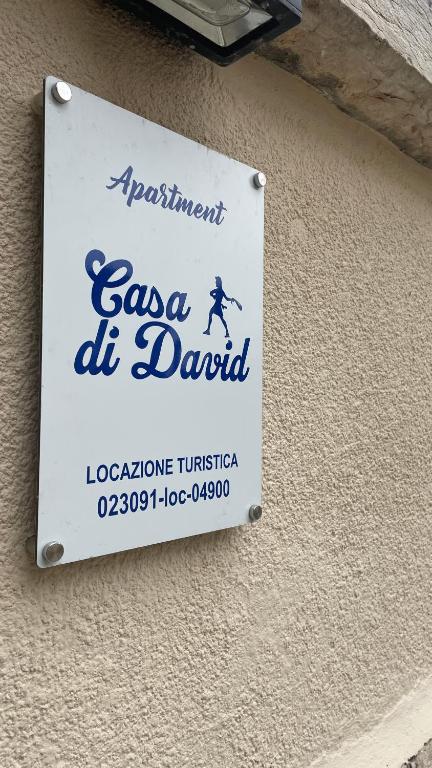 Apartment
Casa
di David
LOCAZIONE TURISTICA
023091-loc-04900